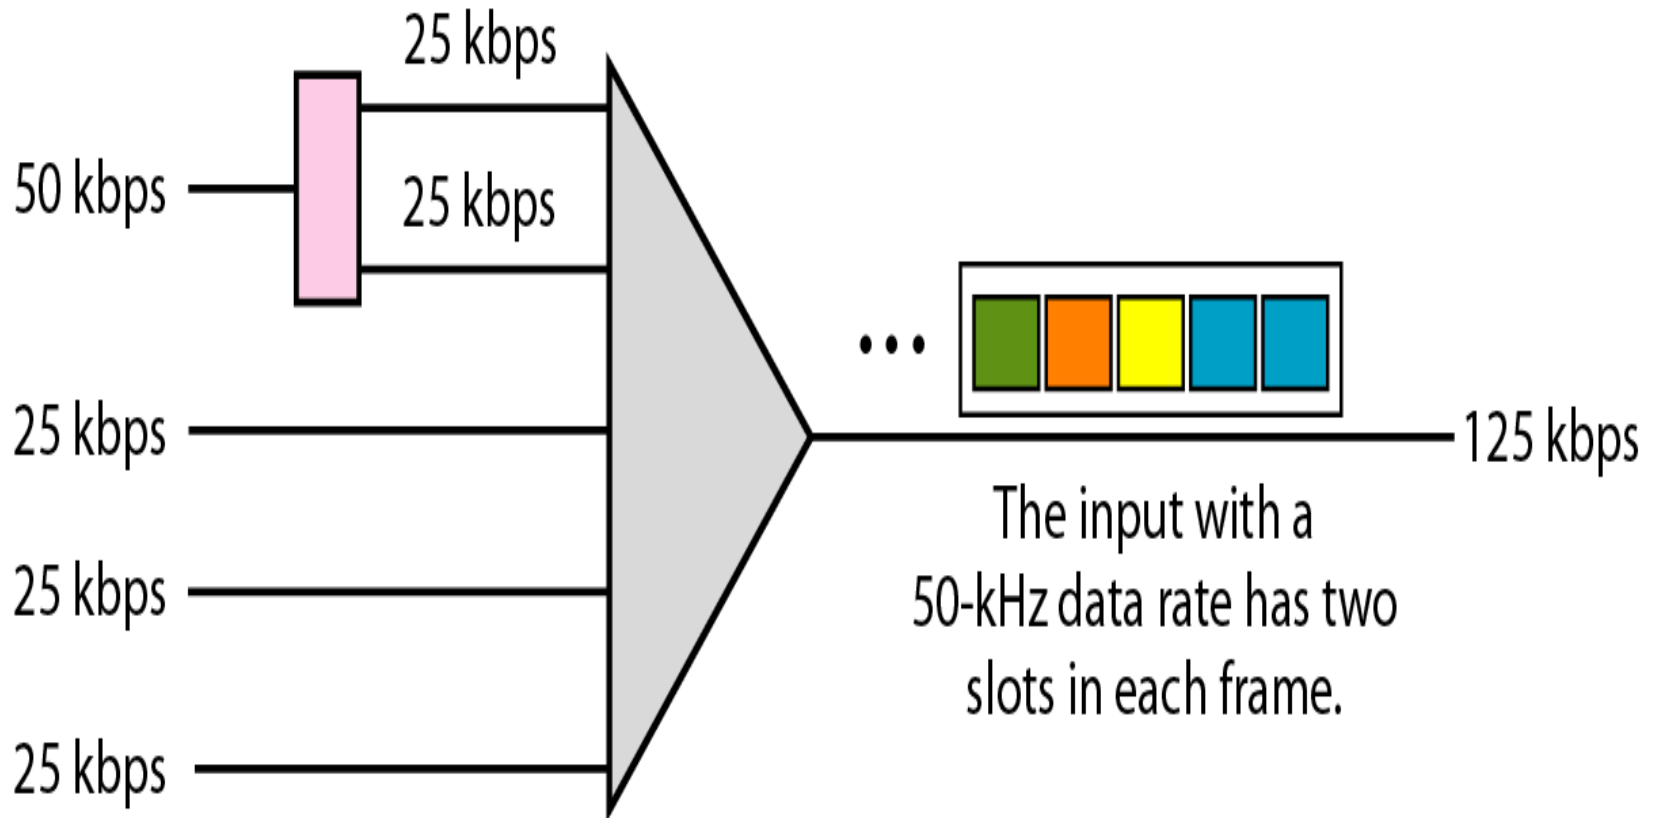 25 kbps
50 kbps
25 kbps
25 kbps
125 kbps
The input with a
50-kHz data rate has two
slots in each frame.
25 kbps
25 kbps